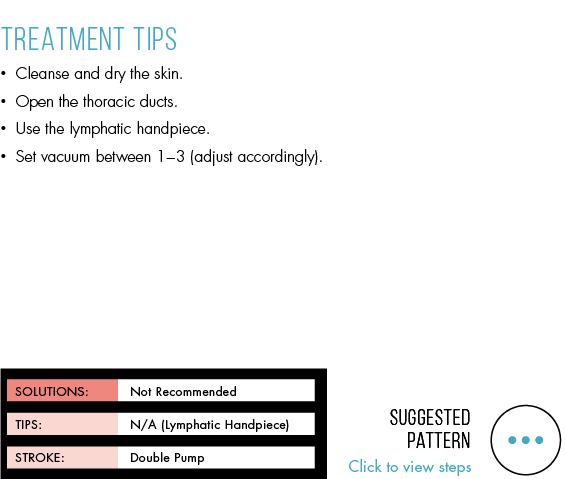 TREATMENT TIPS
• Cleanse and dry the skin.
• Open the thoracic ducts.
• Use the lymphatic handpiece.
• Set vacuum between 1–3 (adjust accordingly).
SOLUTIONS: Not Recommended
TIPS: N/A (Lymphatic Handpiece)
STROKE: Double Pump
SUGGESTED
PATTERN
Click to view steps